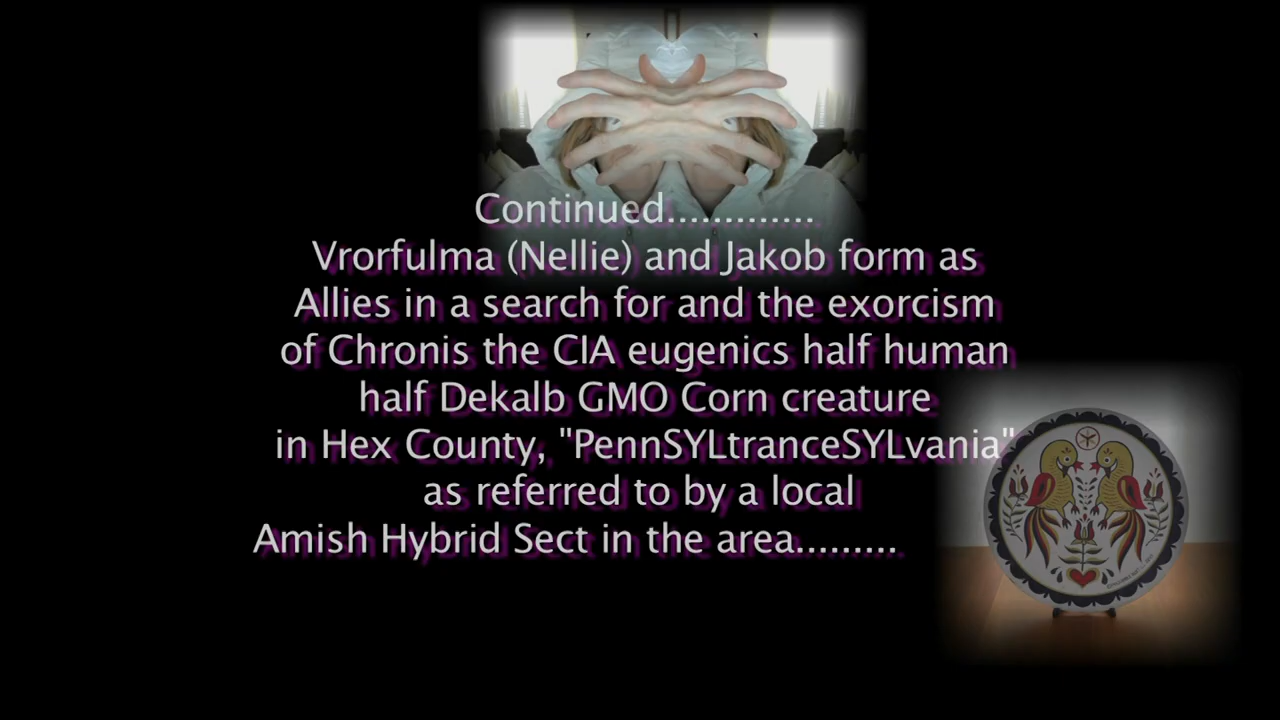 Continued.............
Vrorfulma (Nellie) and Jakob form as
Allies in a search for and the exorcism
of Chronis the CIA eugenics half human
half Dekalb GMO Corn creature
in Hex County, "PennSYLtranceSYLvania"
as referred to by a local
Amish Hybrid Sect in the area.........